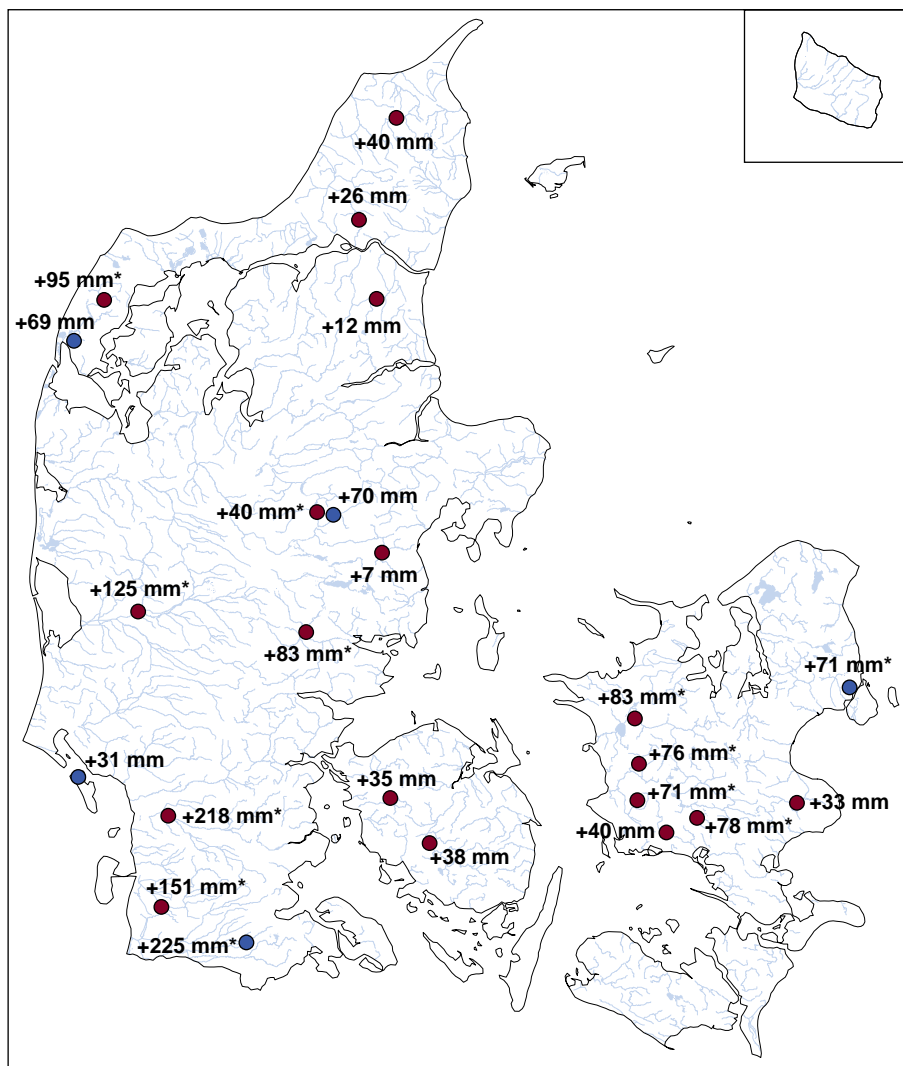 +40 mm
+26 mm
+95 mm*
+12 mm
+69 mm
+70 mm
+40 mm*
+7 mm
+125 mm*
+83 mm*
+71 mm*
+83 mm*
+76 mm*
+31 mm
+35 mm
+71 mm*
+33 mm
+218 mm*
+78 mm*
+40 mm
+38 mm
+151 mm*
+225 mm*